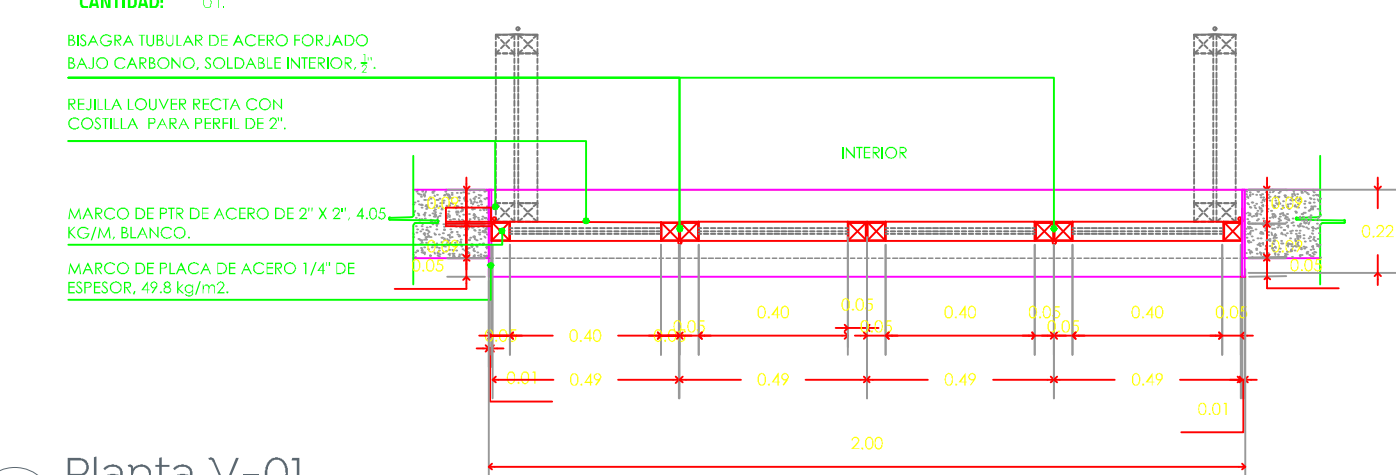 CANTIDAD: 01.
BISAGRA TUBULAR DE ACERO FORJADO
BAJO CARBONO, SOLDABLE INTERIOR, ½".
REJILLA LOUVER RECTA CON
COSTILLA PARA PERFIL DE 2".
INTERIOR
MARCO DE PTR DE ACERO DE 2" X 2", 4.05
KG/M, BLANCO.
MARCO DE PLACA DE ACERO 1/4" DE
ESPESOR, 49.8 kg/m2.
0.05
0.05
0.22
0.40
0.05
0.05
0.40
0.05
0.05
0.40
0.05
0.05
0.40
0.05
0.01
0.49
0.49
0.49
0.49
0.01
2.00
Planta V-01